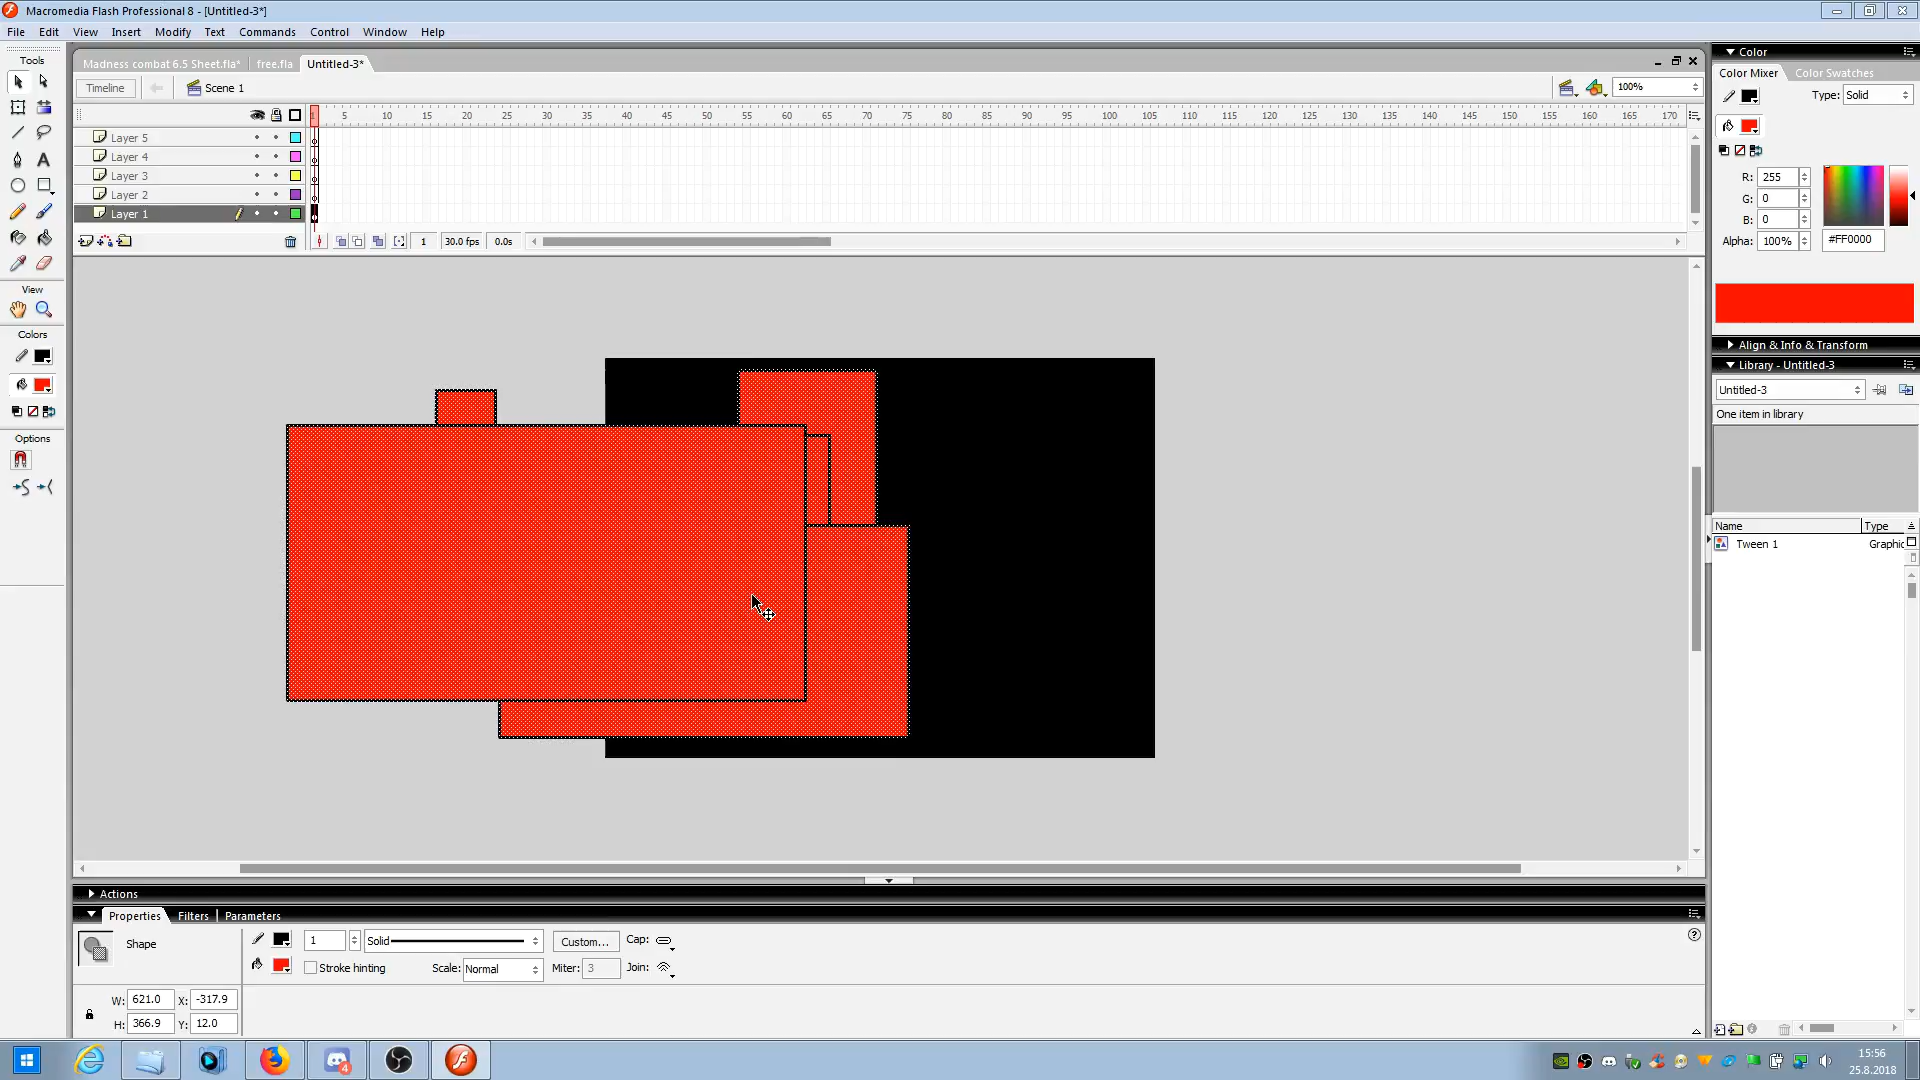 Macromedia Flash Professional 8 - [Untitled-3*]
File Edit View Insert Modify Text Commands Control Window Help
Tools
Madness combat 6.5 Sheet.fla* free.fla Untitled-3*
Timeline Scene 1 100%
1 5 10 15 20 25 30 35 40 45 50 55 60 65 70 75 80 85 90 95 100 105 110 115 120 125 130 135 140 145 150 155 160 165 170
Layer 5
Layer 4
Layer 3
Layer 2
Layer 1
1 30.0 fps 0.0s
View
Colors
Options
Color
Color Mixer Color Swatches
Type: Solid
R: 255
G: 0
B: 0
Alpha: 100% #FF0000
Align & Info & Transform
Library - Untitled-3
Untitled-3
One item in library
Name Type
Tween 1 Graphic
Actions
Properties Filters Parameters
Shape
1 Solid Custom... Cap:
Stroke hinting Scale: Normal Miter: 3 Join:
W: 621.0 X: -317.9
H: 366.9 Y: 12.0
4
15:56
25.8.2018